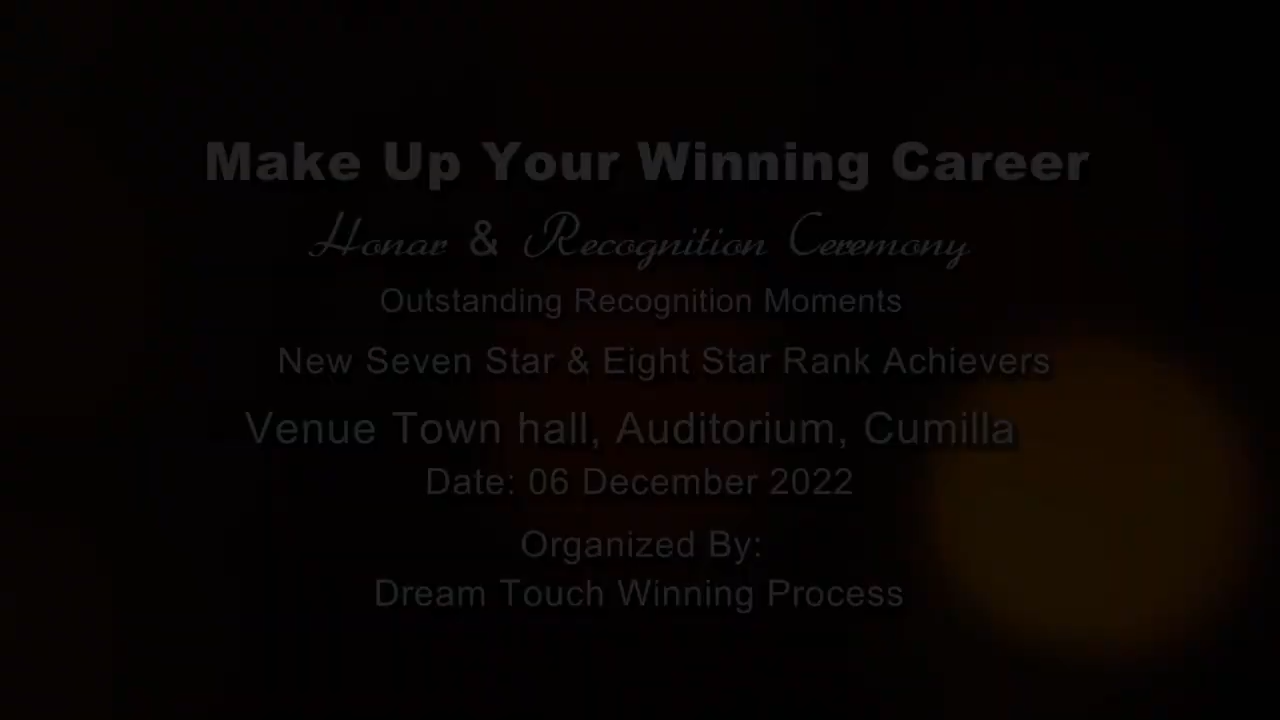 Make Up Your Winning Career
Honar & Recognition Ceremony
Outstanding Recognition Moments
New Seven Star & Eight Star Rank Achievers
Venue Town hall, Auditorium, Cumilla
Date: 06 December 2022
Organized By:
Dream Touch Winning Process